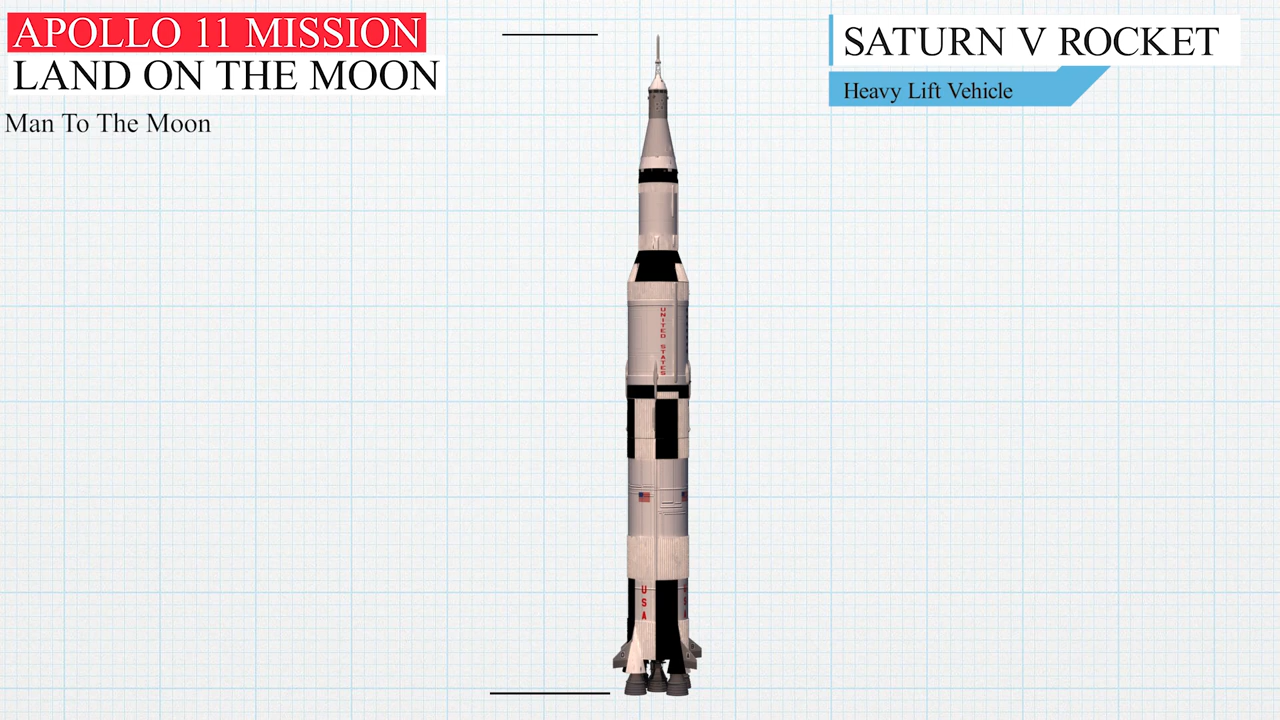 APOLLO 11 MISSION
LAND ON THE MOON
Man To The Moon
SATURN V ROCKET
Heavy Lift Vehicle
UNITED STATES
USA